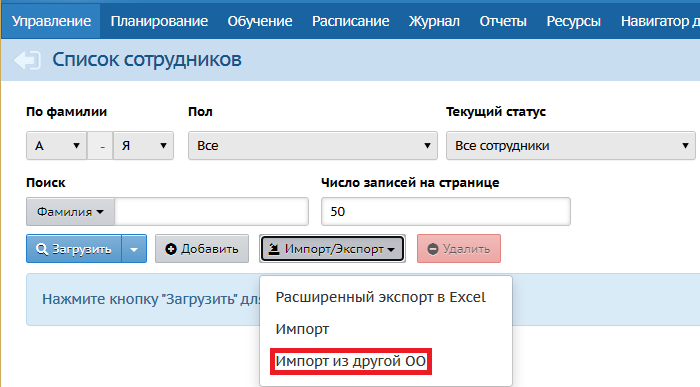 Управление Планирование Обучение Расписание Журнал Отчеты Ресурсы Навигатор д
Список сотрудников
По фамилии Пол Текущий статус
А - Я Все Все сотрудники
Поиск Число записей на странице
Фамилия 50
Загрузить Добавить Импорт/Экспорт Удалить
Нажмите кнопку "Загрузить" для
Расширенный экспорт в Excel
Импорт
Импорт из другой ОО